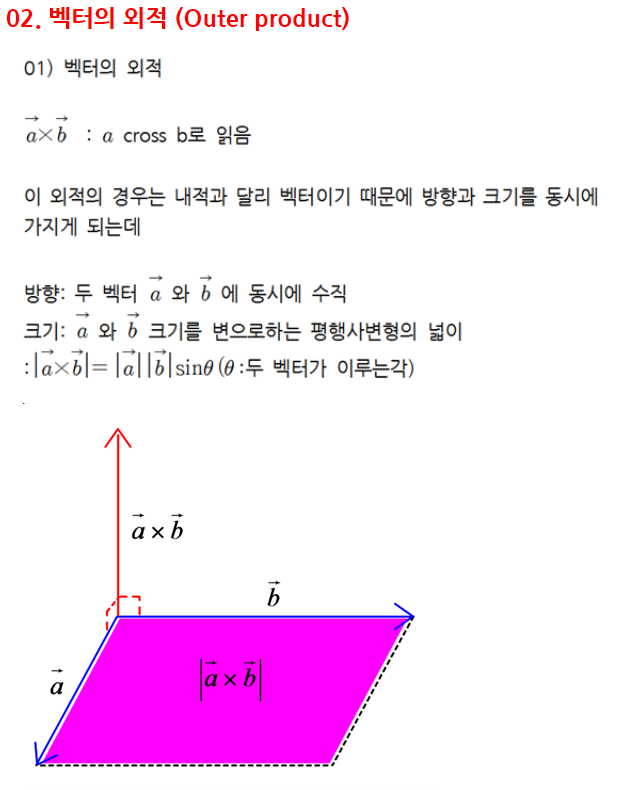 02. 벡터의 외적 (Outer product)
01) 벡터의 외적
a⃗×b⃗ : a cross b로 읽음
이 외적의 경우는 내적과 달리 벡터이기 때문에 방향과 크기를 동시에
가지게 되는데
방향: 두 벡터 a⃗ 와 b⃗ 에 동시에 수직
크기: a⃗ 와 b⃗ 크기를 변으로하는 평행사변형의 넓이
:|a⃗×b⃗|= |a⃗| |b⃗|sinθ(θ:두 벡터가 이루는각)
a⃗ × b⃗
b⃗
a⃗
|a⃗ × b⃗|